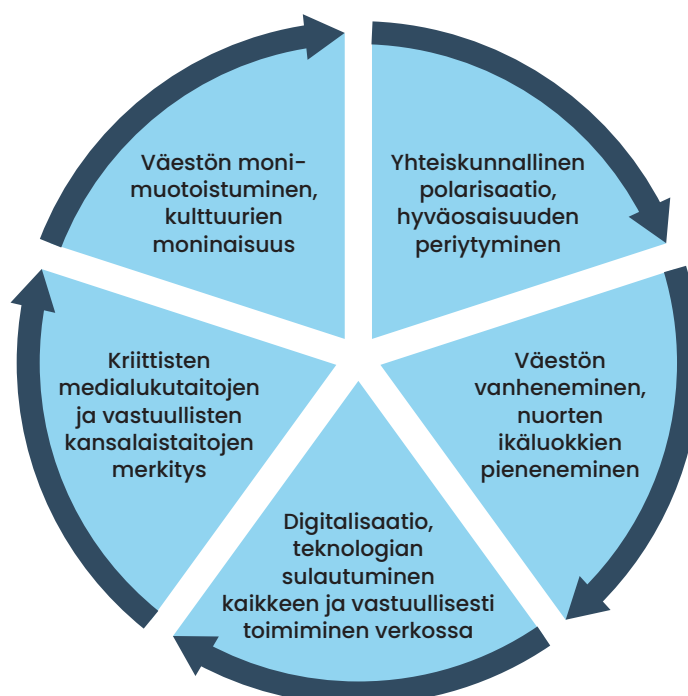 Väestön moni-
muotoistuminen,
kulttuurien
moninaisuus
Yhteiskunnallinen
polarisaatio,
hyväosaisuuden
periytyminen
Väestön
vanheneminen,
nuorten
ikäluokkien
pieneneminen
Digitalisaatio,
teknologian
sulautuminen
kaikkeen ja vastuullisesti
toimiminen verkossa
Kriittisten
medialukutaitojen
ja vastuullisten
kansalaistaitojen
merkitys